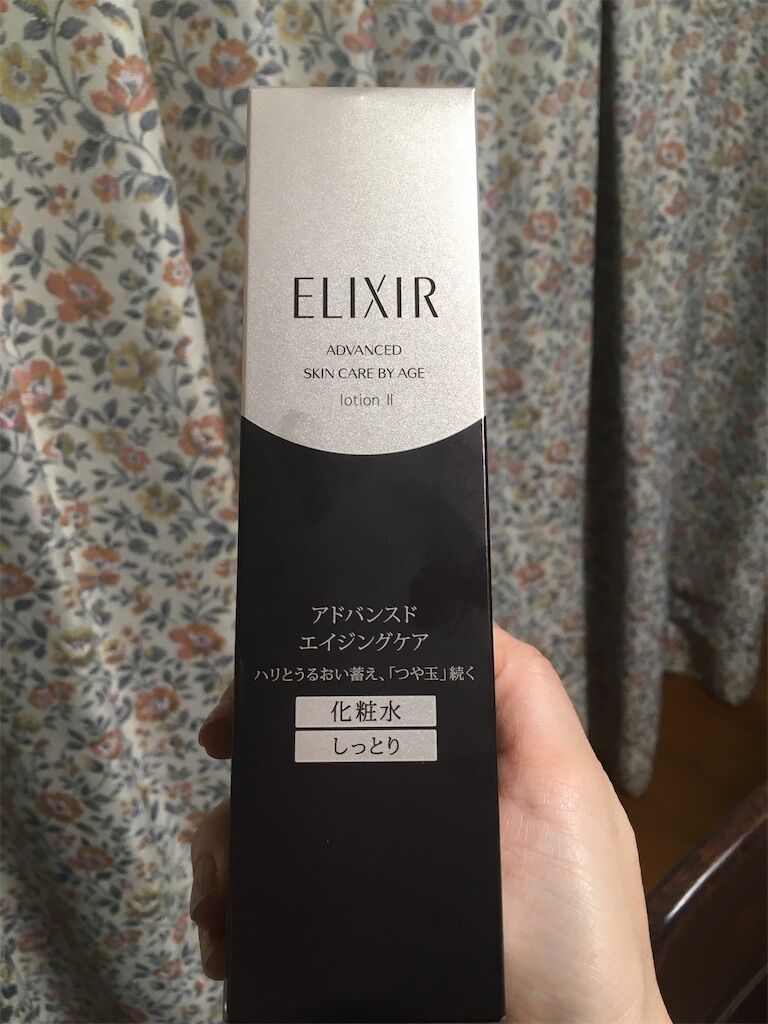 ELIXIR
ADVANCED
SKIN CARE BY AGE
lotion II
アドバンスド
エイジングケア
ハリとうるおい蓄え、「つや玉」続く
化粧水
しっとり